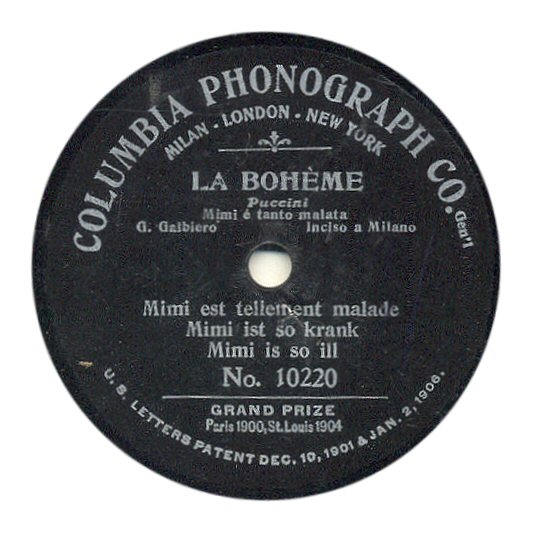 COLUMBIA PHONOGRAPH CO. Gen'l
MILAN · LONDON · NEW YORK
LA BOHÈME
Puccini
Mimi é tanto malata
G. Galbiero Inciso a Milano
Mimi est tellement malade
Mimi ist so krank
Mimi is so ill
No. 10220
GRAND PRIZE
Paris 1900, St. Louis 1904
U. S. LETTERS PATENT DEC. 10, 1901 & JAN. 2, 1906.